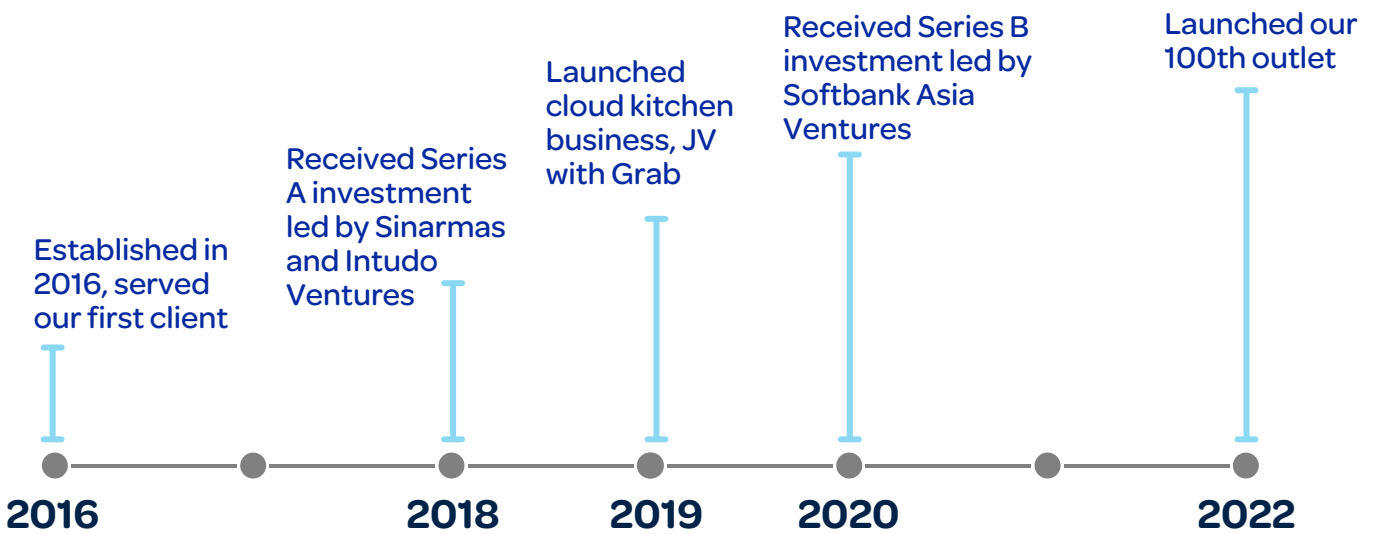 Established in
2016, served
our first client
Received Series
A investment
led by Sinarmas
and Intudo
Ventures
Launched
cloud kitchen
business, JV
with Grab
Received Series B
investment led by
Softbank Asia
Ventures
Launched our
100th outlet
2016
2018
2019
2020
2022